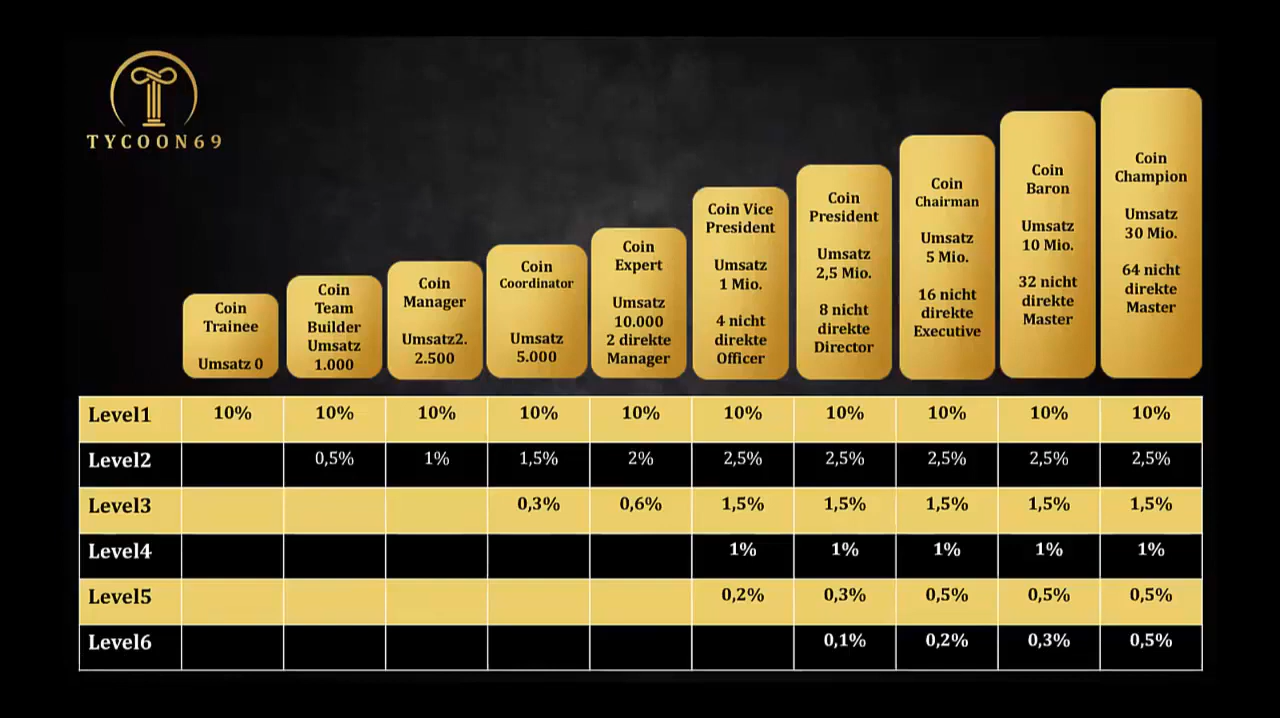 TYCOON69
Coin
Trainee
Umsatz 0
Coin
Team
Builder
Umsatz
1.000
Coin
Manager
Umsatz2.
2.500
Coin
Coordinator
Umsatz
5.000
Coin
Expert
Umsatz
10.000
2 direkte
Manager
Coin Vice
President
Umsatz
1 Mio.
4 nicht
direkte
Officer
Coin
President
Umsatz
2,5 Mio.
8 nicht
direkte
Director
Coin
Chairman
Umsatz
5 Mio.
16 nicht
direkte
Executive
Coin
Baron
Umsatz
10 Mio.
32 nicht
direkte
Master
Coin
Champion
Umsatz
30 Mio.
64 nicht
direkte
Master
Level1 10% 10% 10% 10% 10% 10% 10% 10% 10% 10%
Level2 0,5% 1% 1,5% 2% 2,5% 2,5% 2,5% 2,5% 2,5%
Level3 0,3% 0,6% 1,5% 1,5% 1,5% 1,5% 1,5%
Level4 1% 1% 1% 1% 1%
Level5 0,2% 0,3% 0,5% 0,5% 0,5%
Level6 0,1% 0,2% 0,3% 0,5%